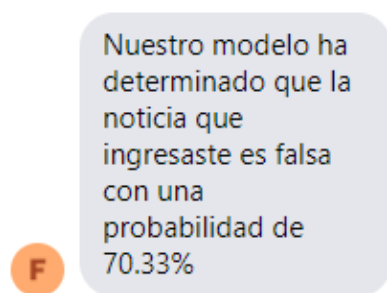 Nuestro modelo ha
determinado que la
noticia que
ingresaste es falsa
con una
probabilidad de
70.33%
F